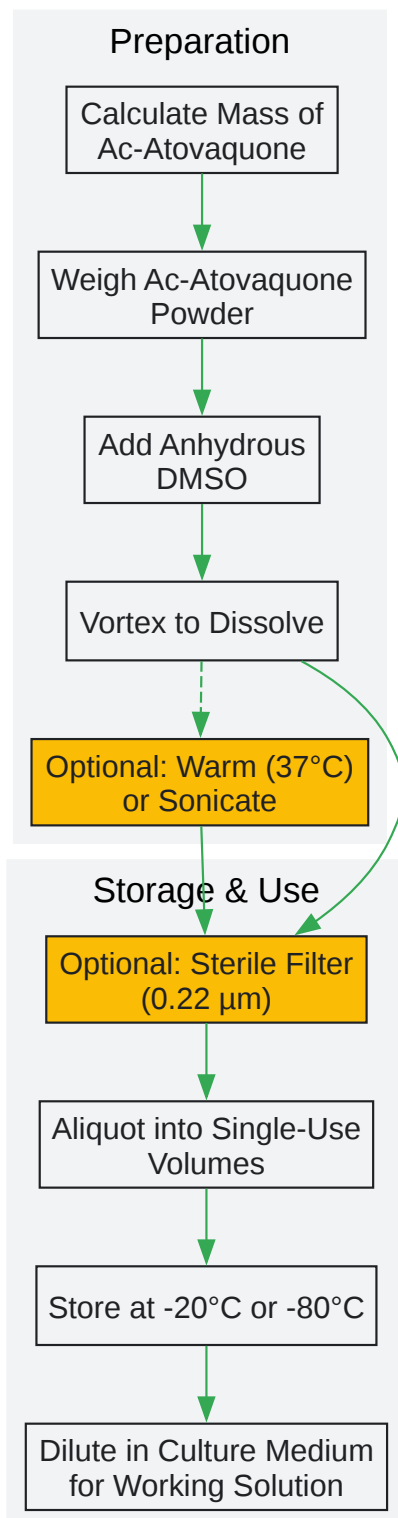 Preparation
Calculate Mass of
Ac-Atovaquone
Weigh Ac-Atovaquone
Powder
Add Anhydrous
DMSO
Vortex to Dissolve
Optional: Warm (37°C)
or Sonicate
Storage & Use
Optional: Sterile Filter
(0.22 µm)
Aliquot into Single-Use
Volumes
Store at -20°C or -80°C
Dilute in Culture Medium
for Working Solution